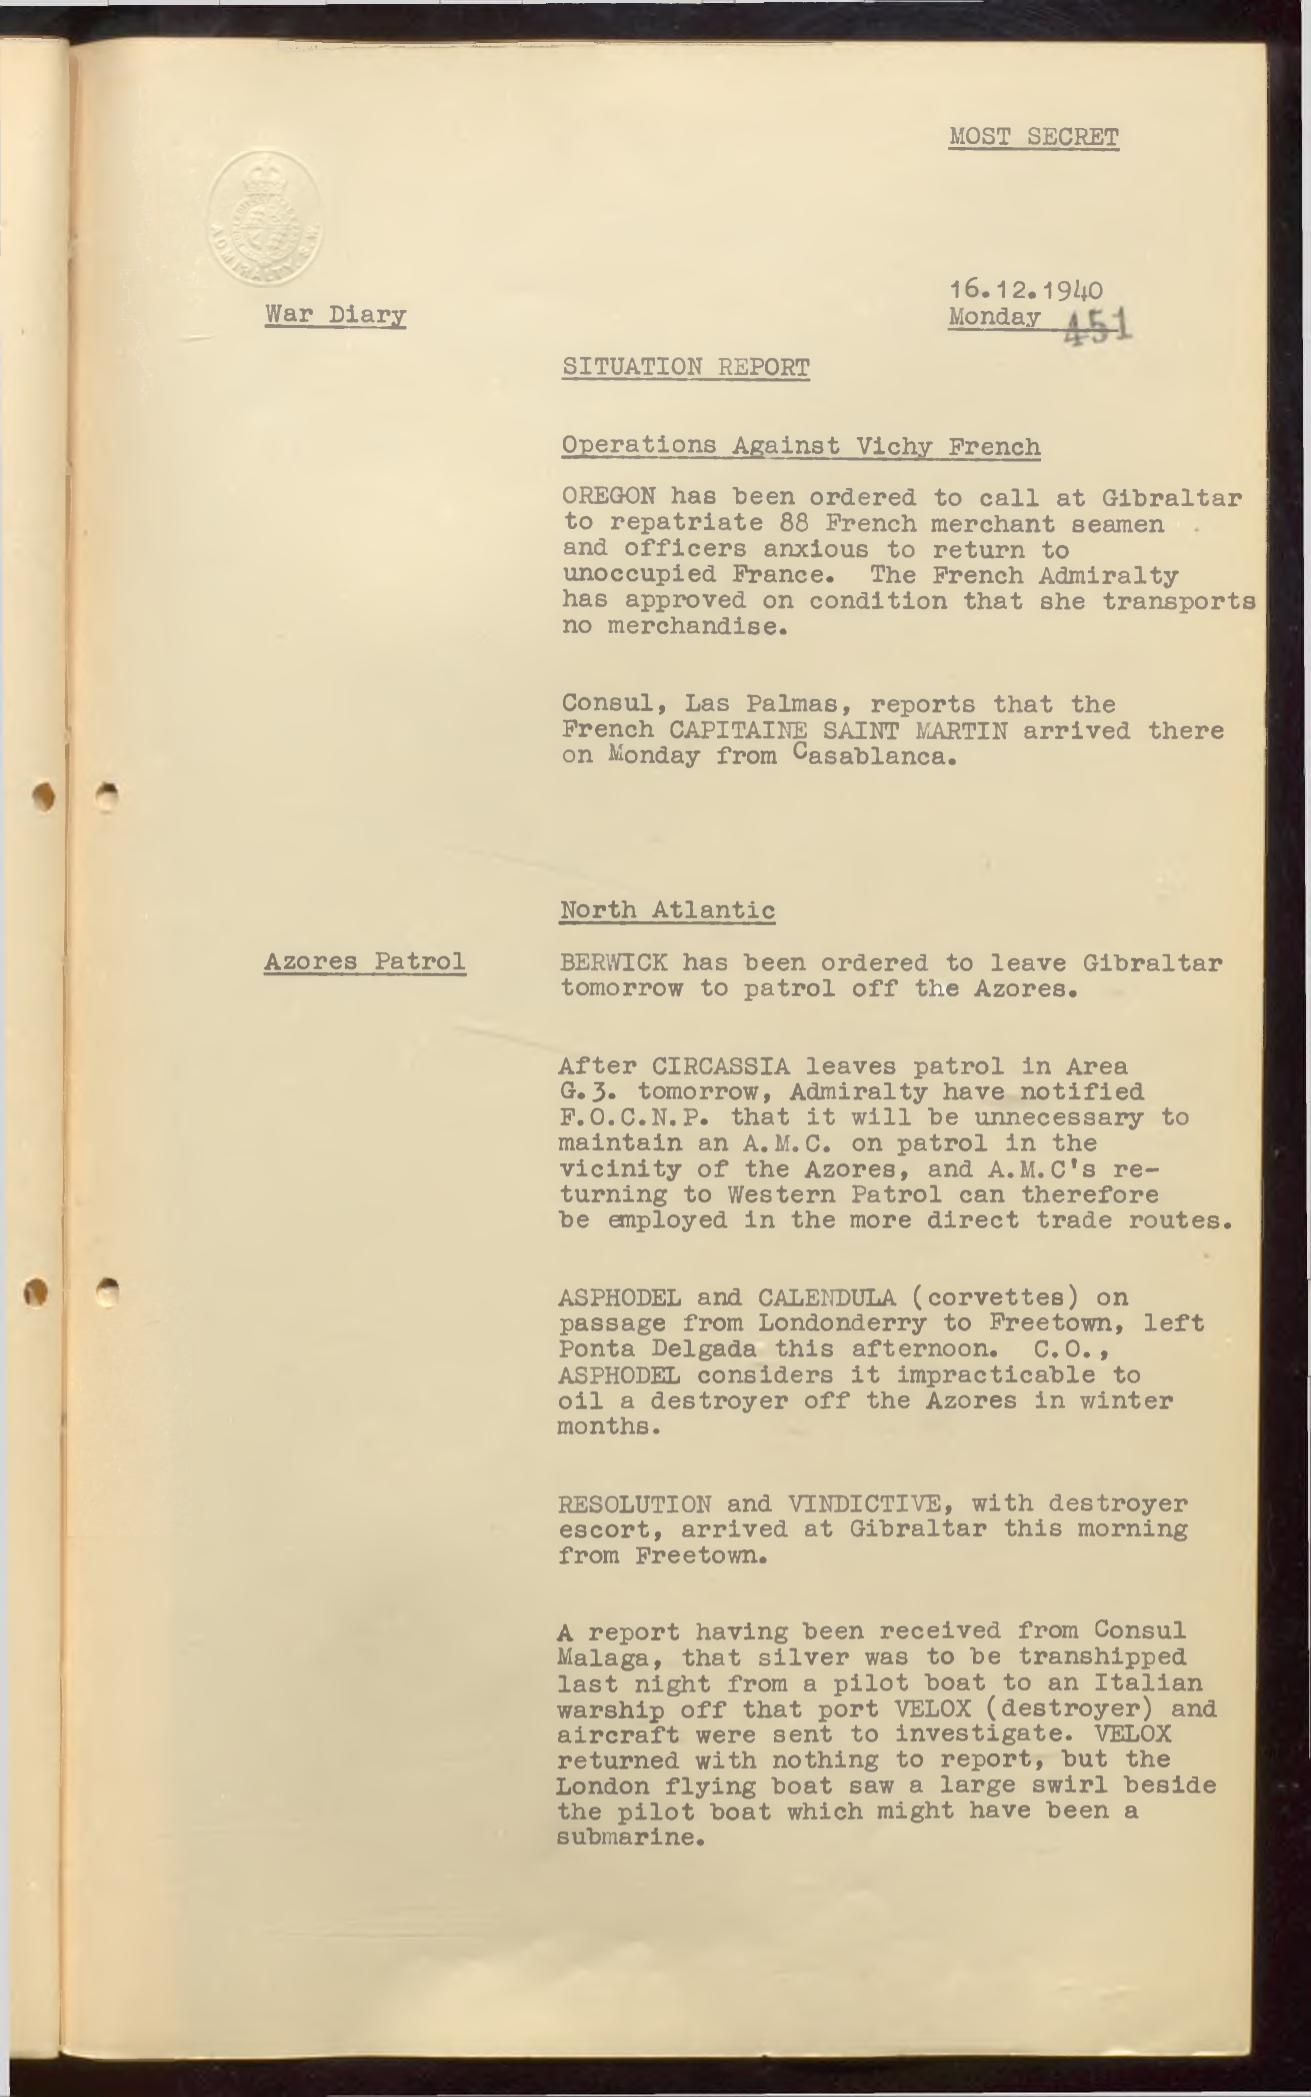 MOST SECRET
ADMIRALTY. S.W.
16.12.1940
War Diary
Monday 451
SITUATION REPORT
Operations Against Vichy French
OREGON has been ordered to call at Gibraltar
to repatriate 88 French merchant seamen
and officers anxious to return to
unoccupied France. The French Admiralty
has approved on condition that she transports
no merchandise.
Consul, Las Palmas, reports that the
French CAPITAINE SAINT MARTIN arrived there
on Monday from Casablanca.
North Atlantic
Azores Patrol
BERWICK has been ordered to leave Gibraltar
tomorrow to patrol off the Azores.
After CIRCASSIA leaves patrol in Area
G.3. tomorrow, Admiralty have notified
F.O.C.N.P. that it will be unnecessary to
maintain an A.M.C. on patrol in the
vicinity of the Azores, and A.M.C's re-
turning to Western Patrol can therefore
be employed in the more direct trade routes.
ASPHODEL and CALENDULA (corvettes) on
passage from Londonderry to Freetown, left
Ponta Delgada this afternoon. C.O.,
ASPHODEL considers it impracticable to
oil a destroyer off the Azores in winter
months.
RESOLUTION and VINDICTIVE, with destroyer
escort, arrived at Gibraltar this morning
from Freetown.
A report having been received from Consul
Malaga, that silver was to be transhipped
last night from a pilot boat to an Italian
warship off that port VELOX (destroyer) and
aircraft were sent to investigate. VELOX
returned with nothing to report, but the
London flying boat saw a large swirl beside
the pilot boat which might have been a
submarine.